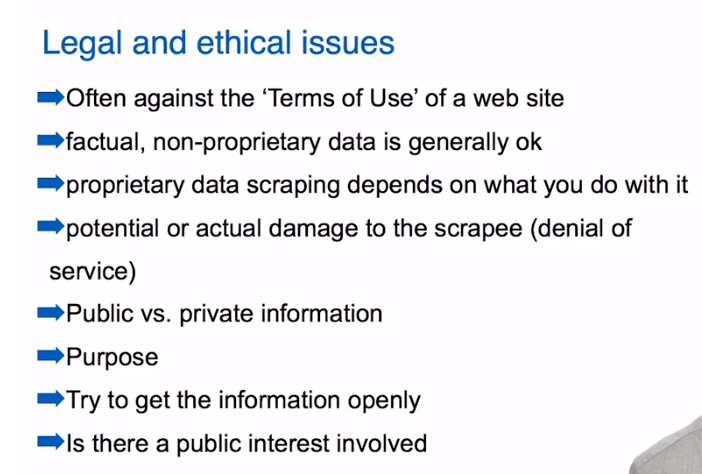 Legal and ethical issues
➡Often against the ‘Terms of Use’ of a web site
➡factual, non-proprietary data is generally ok
➡proprietary data scraping depends on what you do with it
➡potential or actual damage to the scrapee (denial of
service)
➡Public vs. private information
➡Purpose
➡Try to get the information openly
➡Is there a public interest involved